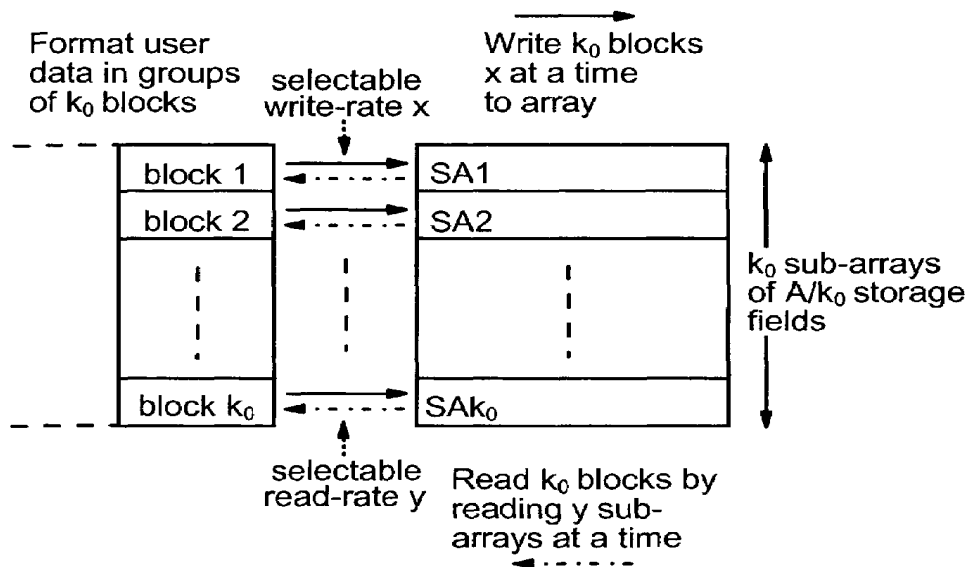 Format user
data in groups
of k₀ blocks
selectable
write-rate x
Write k₀ blocks
x at a time
to array
block 1
SA1
block 2
SA2
k₀ sub-arrays
of A/k₀ storage
fields
block k₀
SAk₀
selectable
read-rate y
Read k₀ blocks by
reading y sub-
arrays at a time